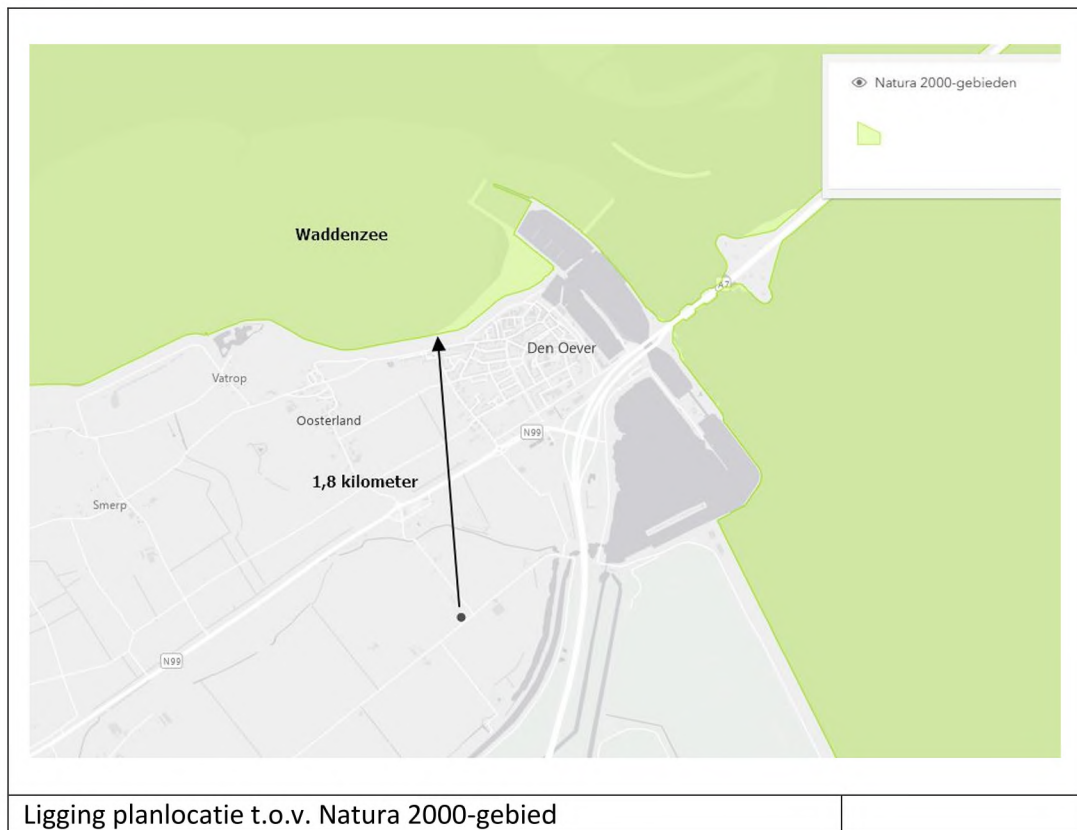 Natura 2000-gebieden
Waddenzee
A7
Den Oever
Vatrop
Oosterland
N99
1,8 kilometer
Smerp
N99
Ligging planlocatie t.o.v. Natura 2000-gebied